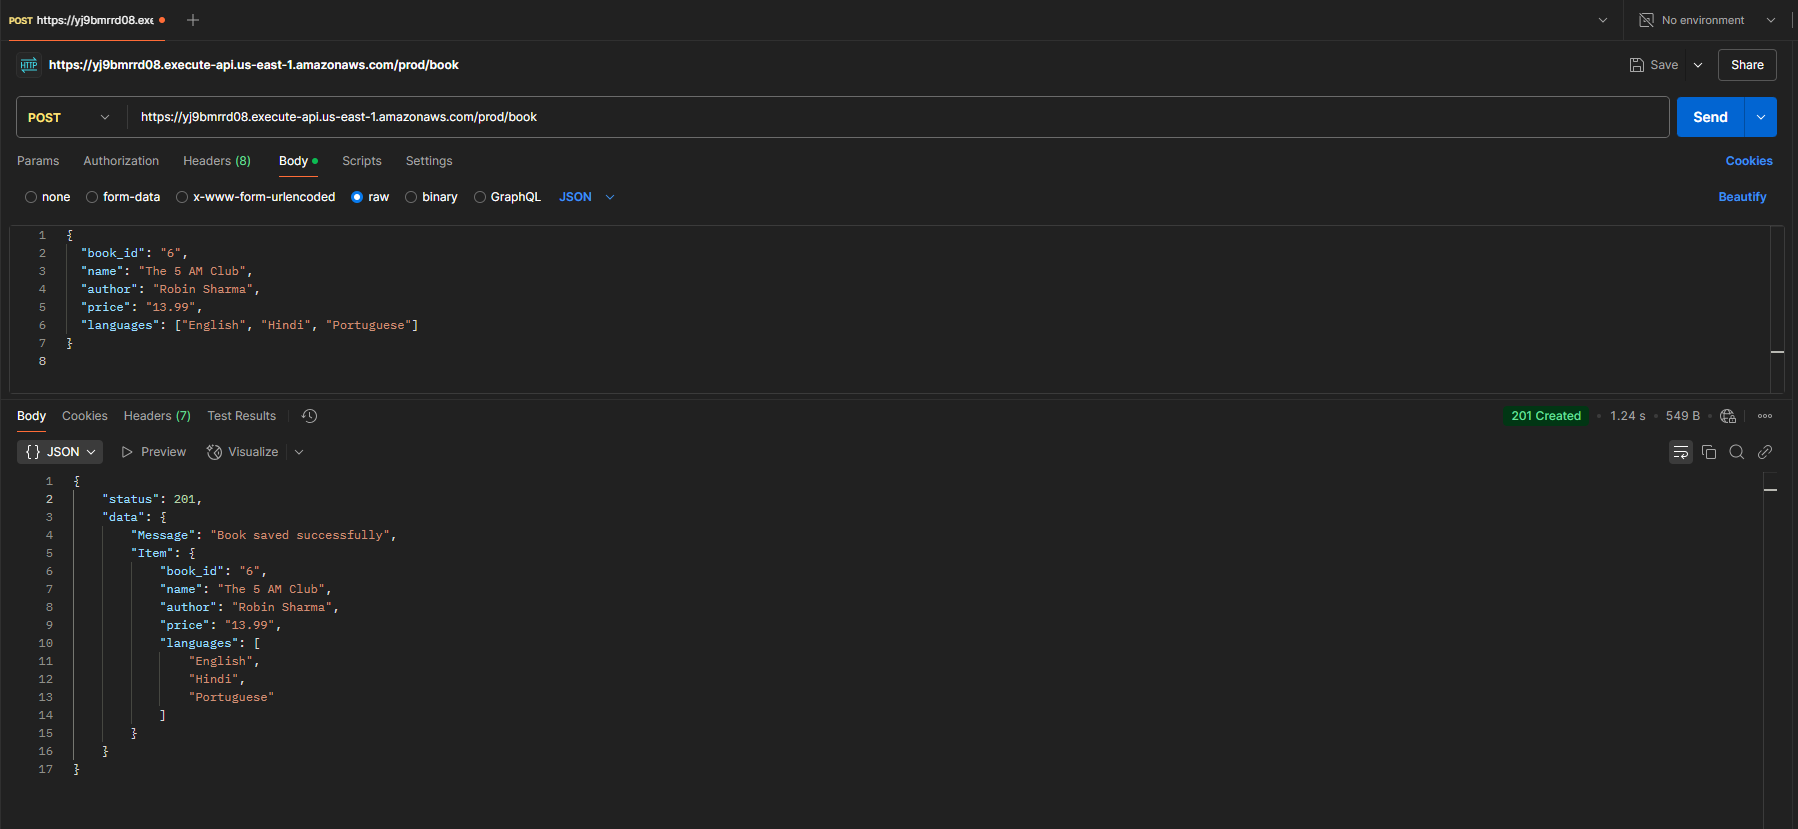 POST https://yj9bmrrd08.exe
No environment
HTTP https://yj9bmrrd08.execute-api.us-east-1.amazonaws.com/prod/book
Save
Share
POST https://yj9bmrrd08.execute-api.us-east-1.amazonaws.com/prod/book
Send
Params Authorization Headers (8) Body Scripts Settings
Cookies
none form-data x-www-form-urlencoded raw binary GraphQL JSON
Beautify
1 {
2 "book_id": "6",
3 "name": "The 5 AM Club",
4 "author": "Robin Sharma",
5 "price": "13.99",
6 "languages": ["English", "Hindi", "Portuguese"]
7 }
8
Body Cookies Headers (7) Test Results
201 Created 1.24 s 549 B
{} JSON Preview Visualize
1 {
2 "status": 201,
3 "data": {
4 "Message": "Book saved successfully",
5 "Item": {
6 "book_id": "6",
7 "name": "The 5 AM Club",
8 "author": "Robin Sharma",
9 "price": "13.99",
10 "languages": [
11 "English",
12 "Hindi",
13 "Portuguese"
14 ]
15 }
16 }
17 }